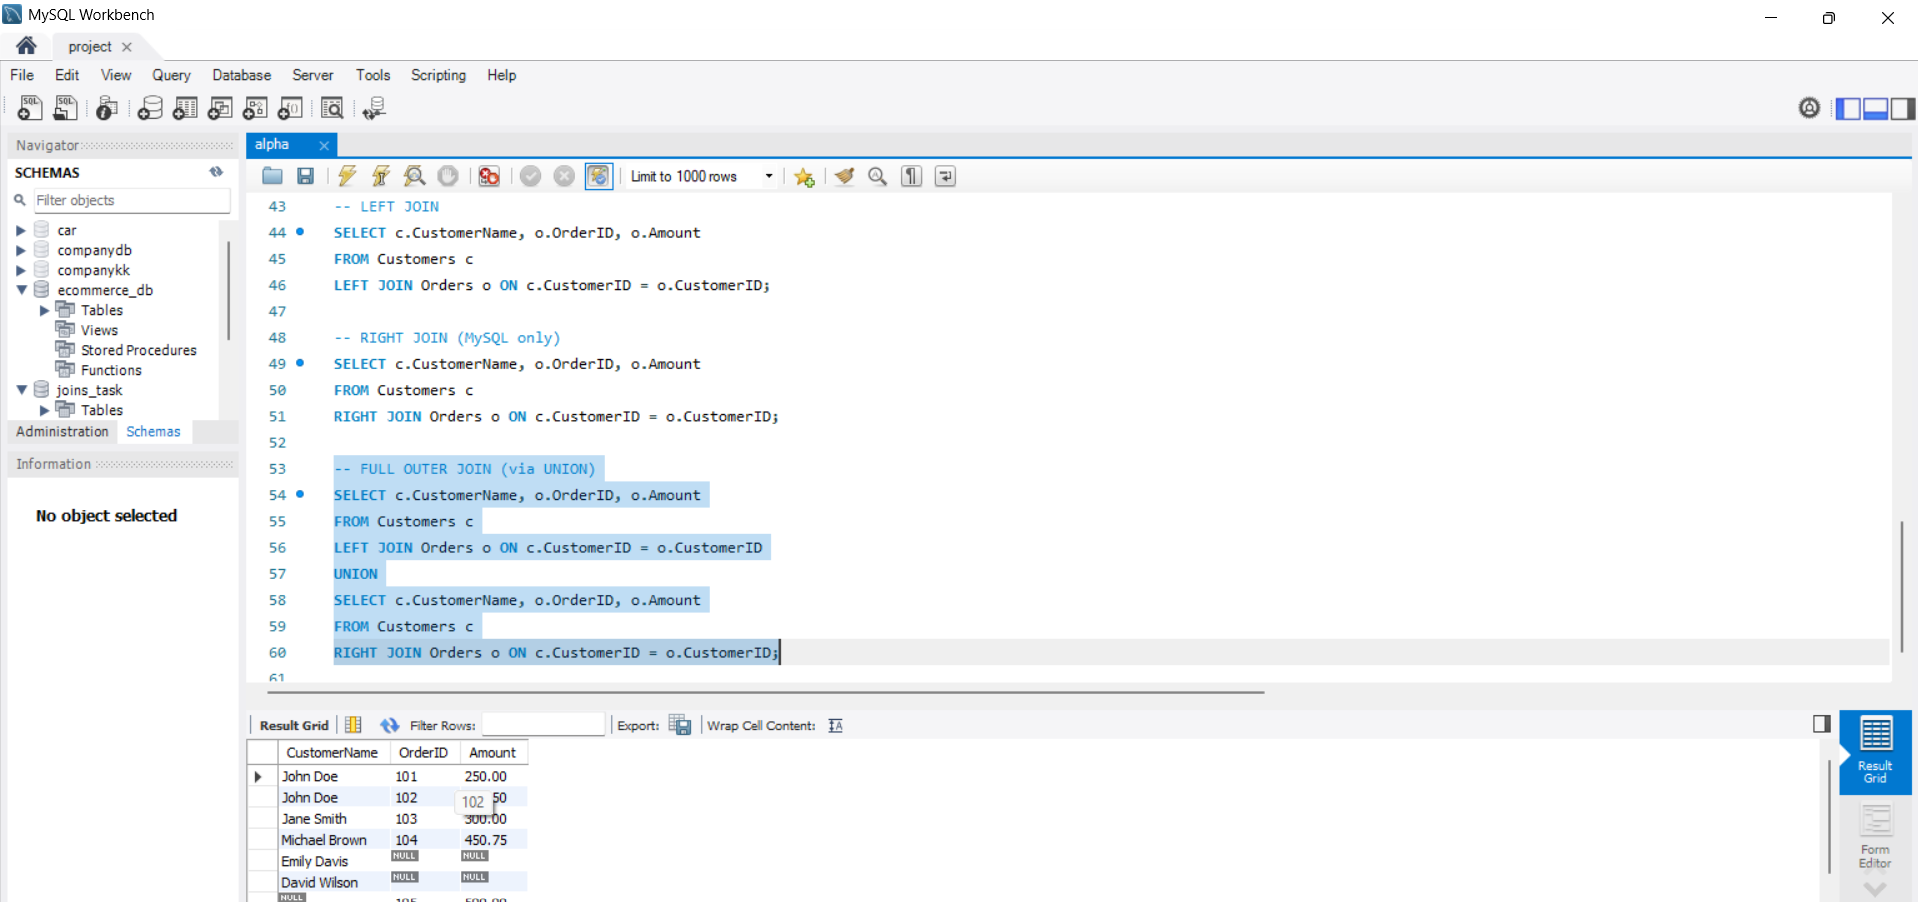 MySQL Workbench
project
File Edit View Query Database Server Tools Scripting Help
Navigator
SCHEMAS
Filter objects
car
companydb
companykk
ecommerce_db
Tables
Views
Stored Procedures
Functions
joins_task
Tables
Administration Schemas
Information
No object selected
alpha
Limit to 1000 rows
43 -- LEFT JOIN
44 SELECT c.CustomerName, o.OrderID, o.Amount
45 FROM Customers c
46 LEFT JOIN Orders o ON c.CustomerID = o.CustomerID;
47
48 -- RIGHT JOIN (MySQL only)
49 SELECT c.CustomerName, o.OrderID, o.Amount
50 FROM Customers c
51 RIGHT JOIN Orders o ON c.CustomerID = o.CustomerID;
52
53 -- FULL OUTER JOIN (via UNION)
54 SELECT c.CustomerName, o.OrderID, o.Amount
55 FROM Customers c
56 LEFT JOIN Orders o ON c.CustomerID = o.CustomerID
57 UNION
58 SELECT c.CustomerName, o.OrderID, o.Amount
59 FROM Customers c
60 RIGHT JOIN Orders o ON c.CustomerID = o.CustomerID;
61
Result Grid Filter Rows: Export: Wrap Cell Content:
CustomerName OrderID Amount
John Doe 101 250.00
John Doe 102 50
102
Jane Smith 103 300.00
Michael Brown 104 450.75
Emily Davis NULL NULL
David Wilson NULL NULL
NULL
Result
Grid
Form
Editor